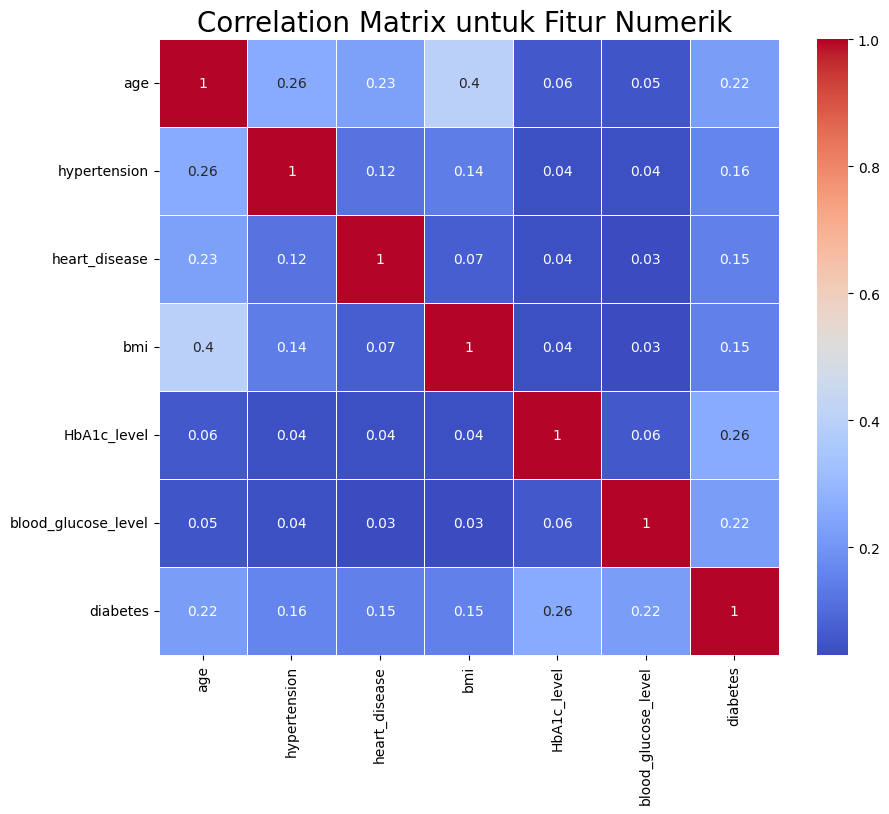 Correlation Matrix untuk Fitur Numerik
age 1 0.26 0.23 0.4 0.06 0.05 0.22
hypertension 0.26 1 0.12 0.14 0.04 0.04 0.16
heart_disease 0.23 0.12 1 0.07 0.04 0.03 0.15
bmi 0.4 0.14 0.07 1 0.04 0.03 0.15
HbA1c_level 0.06 0.04 0.04 0.04 1 0.06 0.26
blood_glucose_level 0.05 0.04 0.03 0.03 0.06 1 0.22
diabetes 0.22 0.16 0.15 0.15 0.26 0.22 1
age hypertension heart_disease bmi HbA1c_level blood_glucose_level diabetes
1.0
0.8
0.6
0.4
0.2